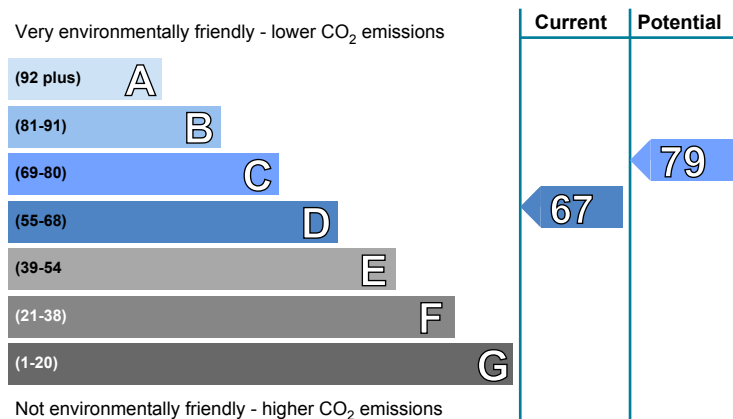 Current Potential
Very environmentally friendly - lower CO2 emissions
(92 plus) A
(81-91) B
(69-80) C
79
(55-68) D
67
(39-54 E
(21-38) F
(1-20) G
Not environmentally friendly - higher CO2 emissions